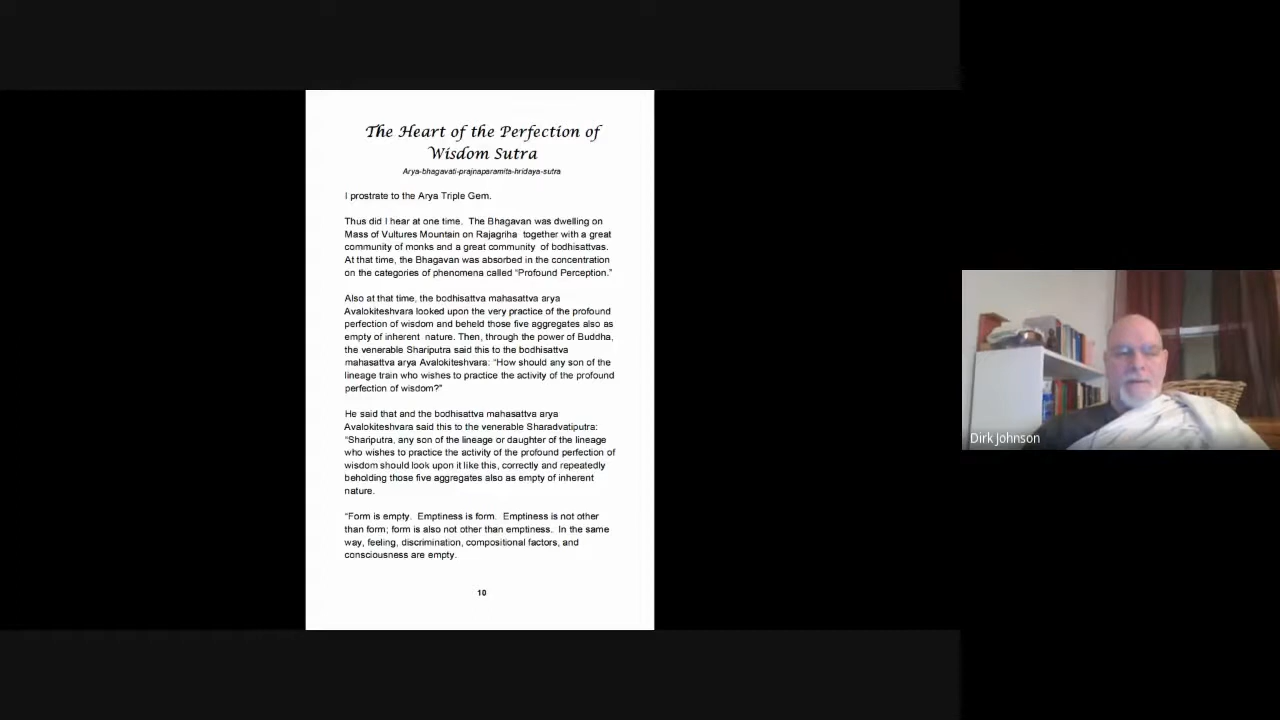 The Heart of the Perfection of
Wisdom Sutra
Arya-bhagavati-prajnaparamita-hridaya-sutra
I prostrate to the Arya Triple Gem.
Thus did I hear at one time. The Bhagavan was dwelling on
Mass of Vultures Mountain on Rajagriha together with a great
community of monks and a great community of bodhisattvas.
At that time, the Bhagavan was absorbed in the concentration
on the categories of phenomena called “Profound Perception.”
Also at that time, the bodhisattva mahasattva arya
Avalokiteshvara looked upon the very practice of the profound
perfection of wisdom and beheld those five aggregates also as
empty of inherent nature. Then, through the power of Buddha,
the venerable Shariputra said this to the bodhisattva
mahasattva arya Avalokiteshvara: “How should any son of the
lineage train who wishes to practice the activity of the profound
perfection of wisdom?”
He said that and the bodhisattva mahasattva arya
Avalokiteshvara said this to the venerable Sharadvatiputra:
“Shariputra, any son of the lineage or daughter of the lineage
who wishes to practice the activity of the profound perfection of
wisdom should look upon it like this, correctly and repeatedly
beholding those five aggregates also as empty of inherent
nature.
“Form is empty. Emptiness is form. Emptiness is not other
than form; form is also not other than emptiness. In the same
way, feeling, discrimination, compositional factors, and
consciousness are empty.
10
Dirk Johnson